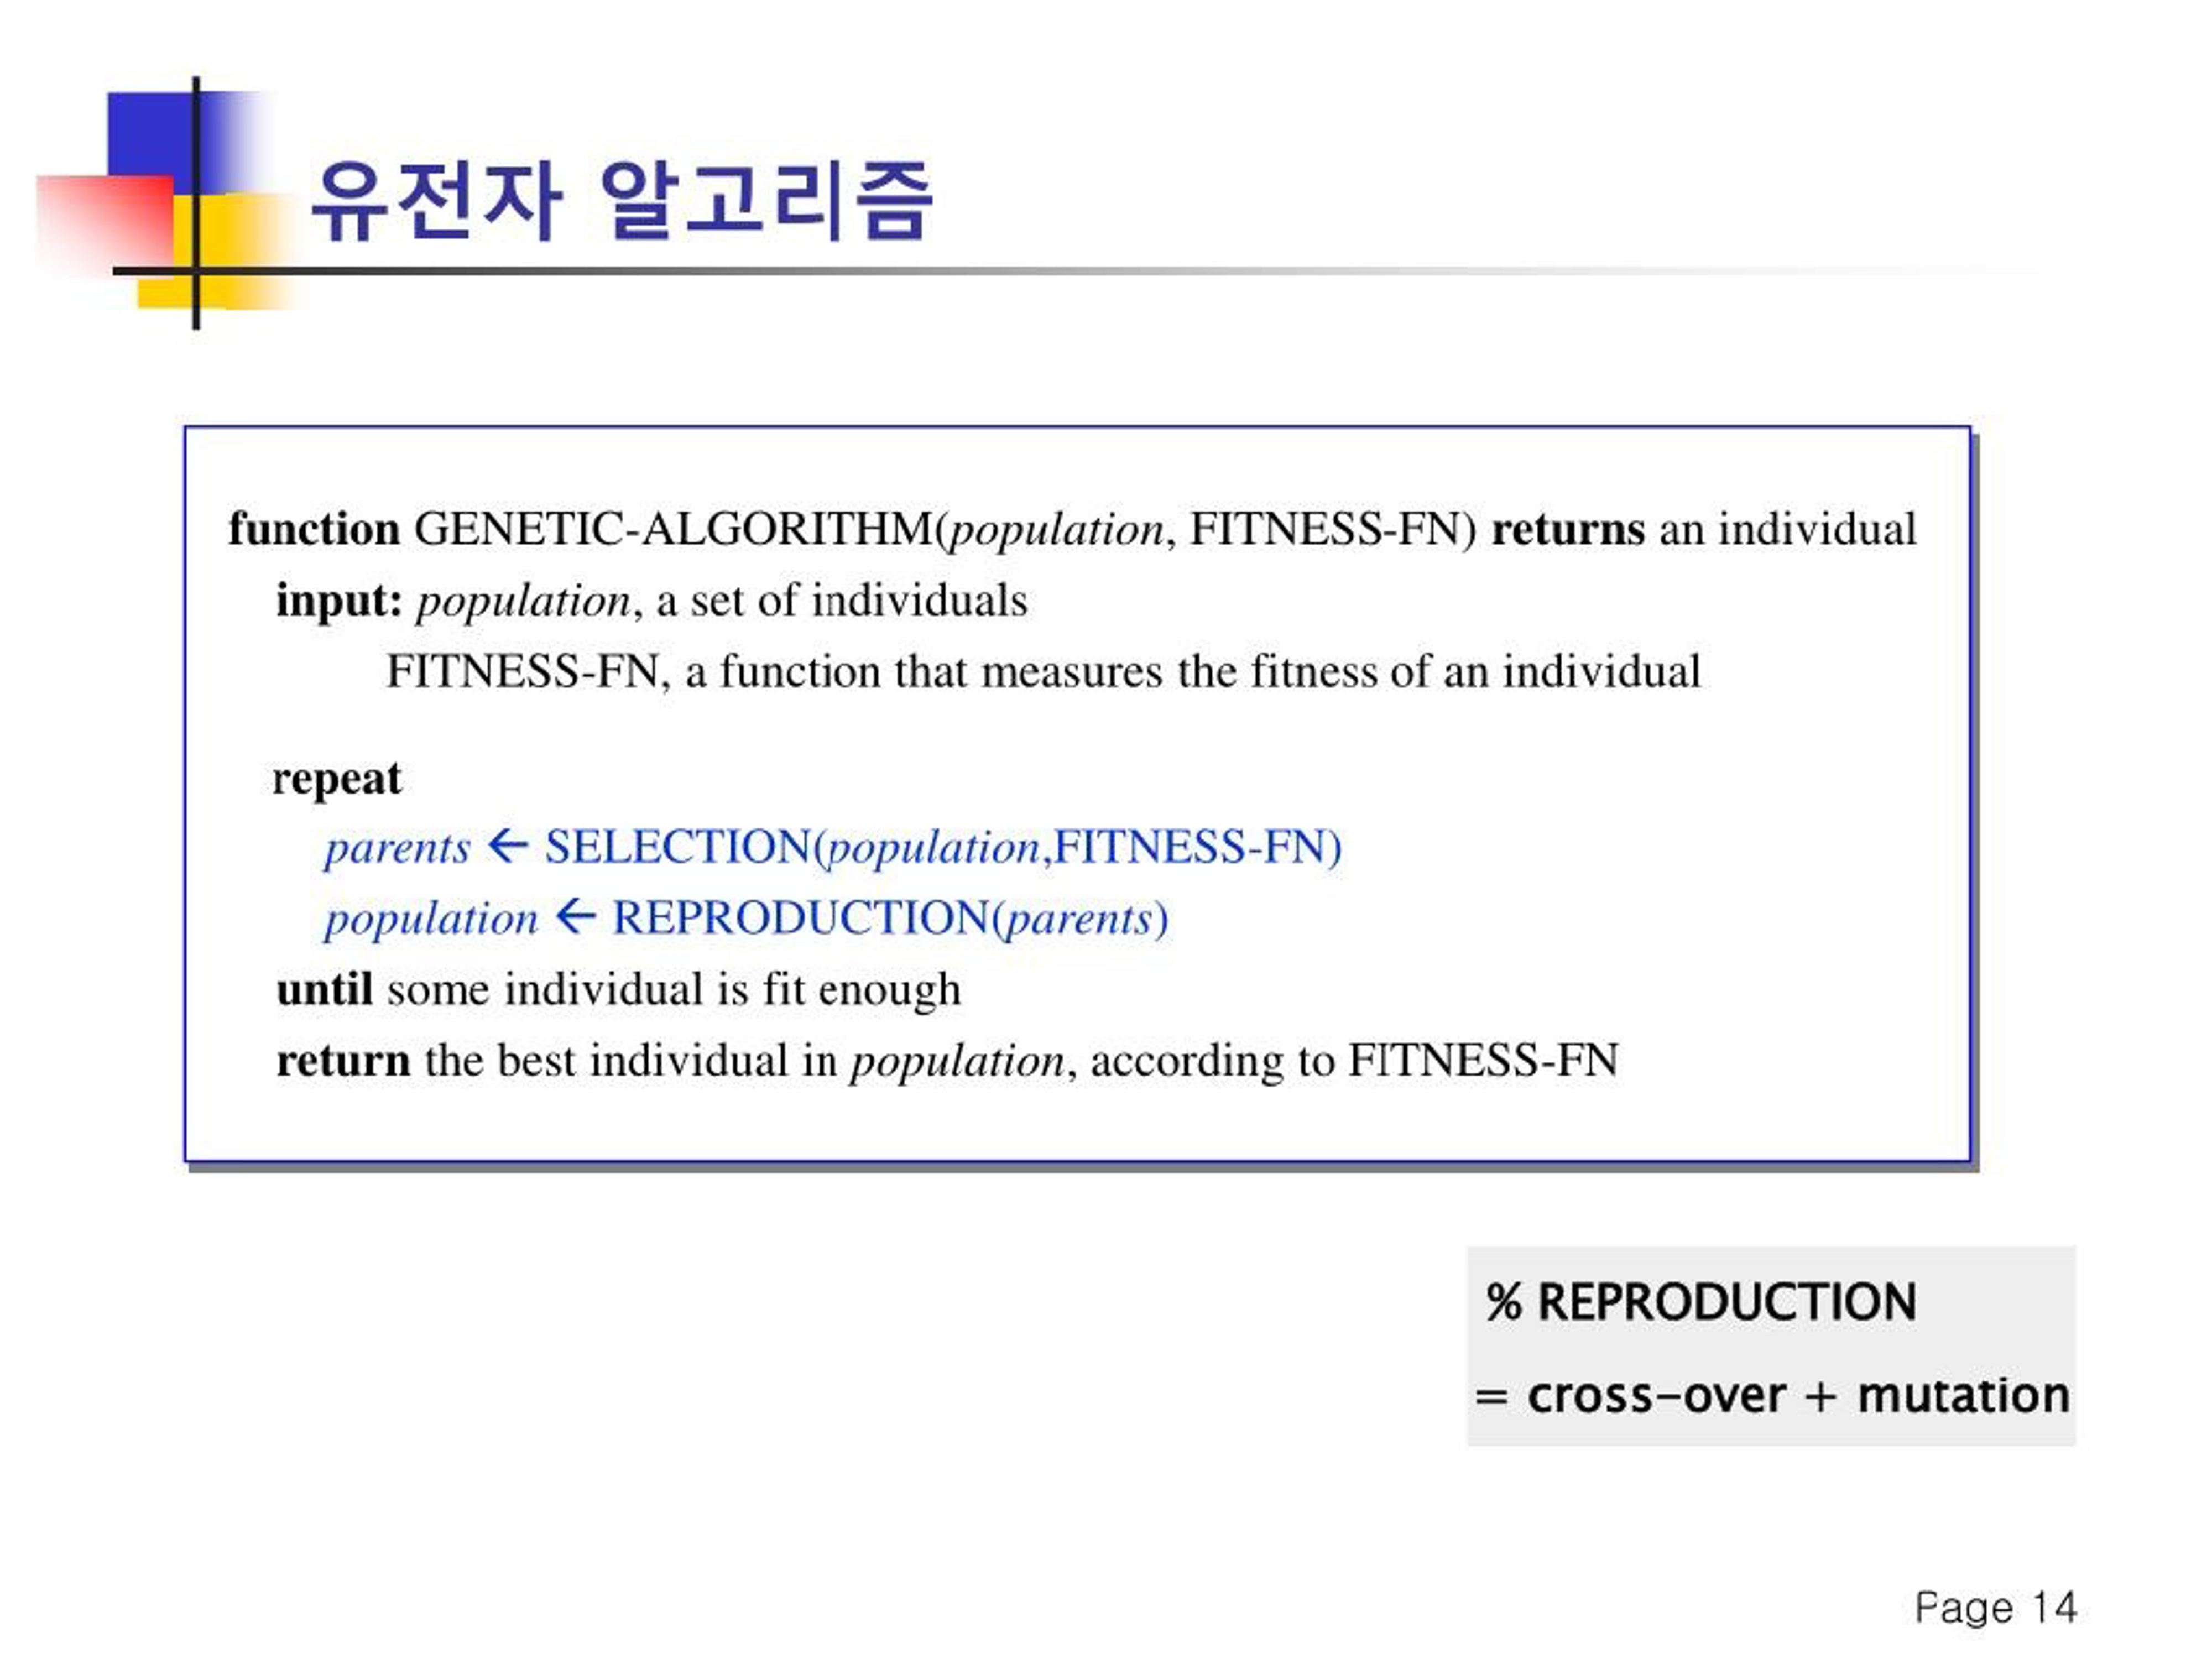 유전자 알고리즘
function GENETIC-ALGORITHM(population, FITNESS-FN) returns an individual
input: population, a set of individuals
FITNESS-FN, a function that measures the fitness of an individual
repeat
parents ← SELECTION(population,FITNESS-FN)
population ← REPRODUCTION(parents)
until some individual is fit enough
return the best individual in population, according to FITNESS-FN
% REPRODUCTION
= cross-over + mutation
Page 14